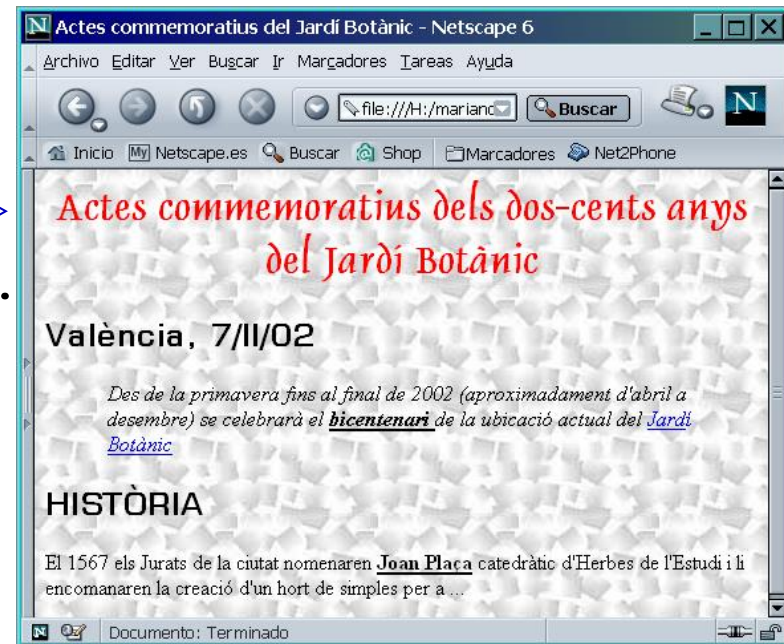 Actes commemoratius del Jardí Botànic - Netscape 6
Archivo Editar Ver Buscar Ir Marcadores Tareas Ayuda
file:///H:/marianc Buscar N
Inicio My Netscape.es Buscar Shop Marcadores Net2Phone
>
Actes commemoratius dels dos-cents anys
del Jardí Botànic
•
València, 7/II/02
Des de la primavera fins al final de 2002 (aproximadament d'abril a
desembre) se celebrarà el bicentenari de la ubicació actual del Jardí
Botànic
HISTÒRIA
El 1567 els Jurats de la ciutat nomenaren Joan Plaça catedràtic d'Herbes de l'Estudi i li
encomanaren la creació d'un hort de simples per a ...
Documento: Terminado